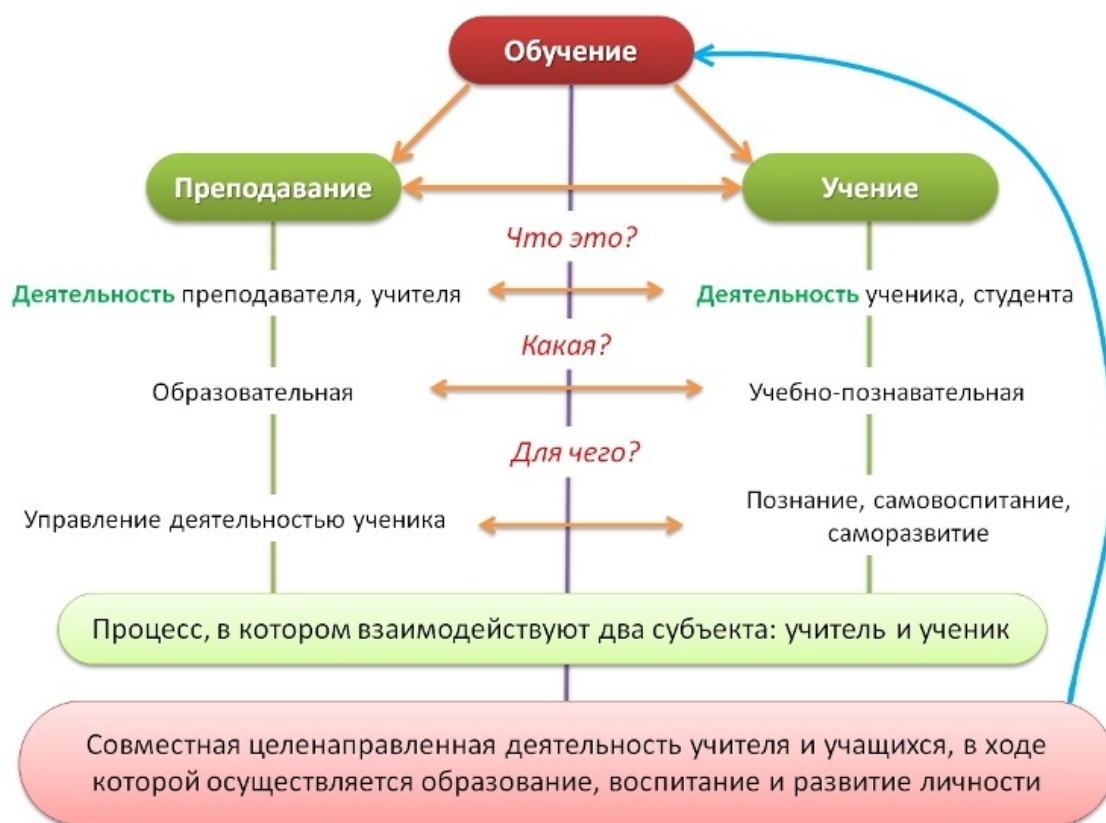 Обучение
Преподавание
Учение
Что это?
Деятельность преподавателя, учителя
Деятельность ученика, студента
Какая?
Образовательная
Учебно-познавательная
Для чего?
Управление деятельностью ученика
Познание, самовоспитание,
саморазвитие
Процесс, в котором взаимодействуют два субъекта: учитель и ученик
Совместная целенаправленная деятельность учителя и учащихся, в ходе
которой осуществляется образование, воспитание и развитие личности